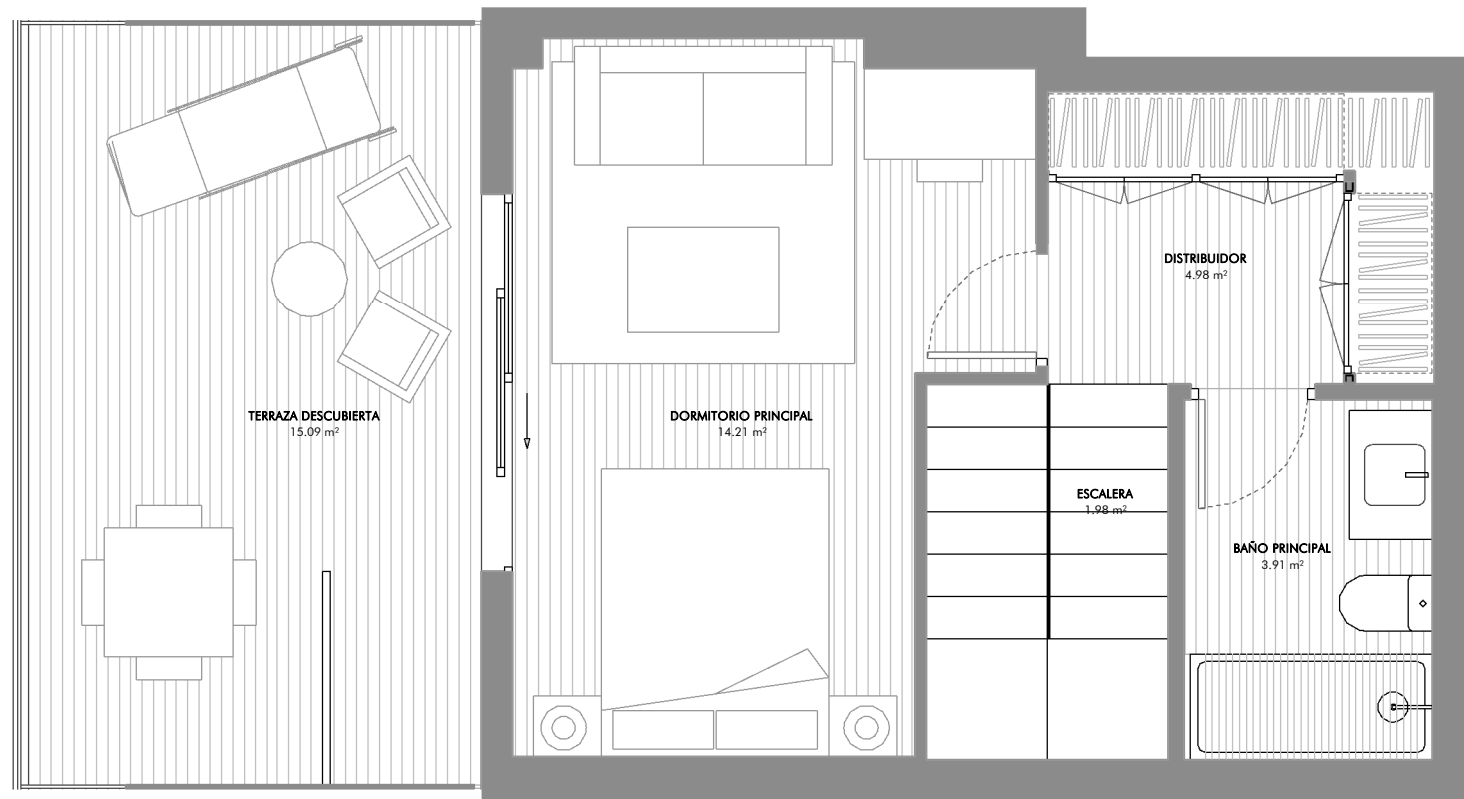 DISTRIBUIDOR
4.98 m²
TERRAZA DESCUBIERTA
15.09 m²
DORMITORIO PRINCIPAL
14.21 m²
ESCALERA
1.98 m²
BAÑO PRINCIPAL
3.91 m²